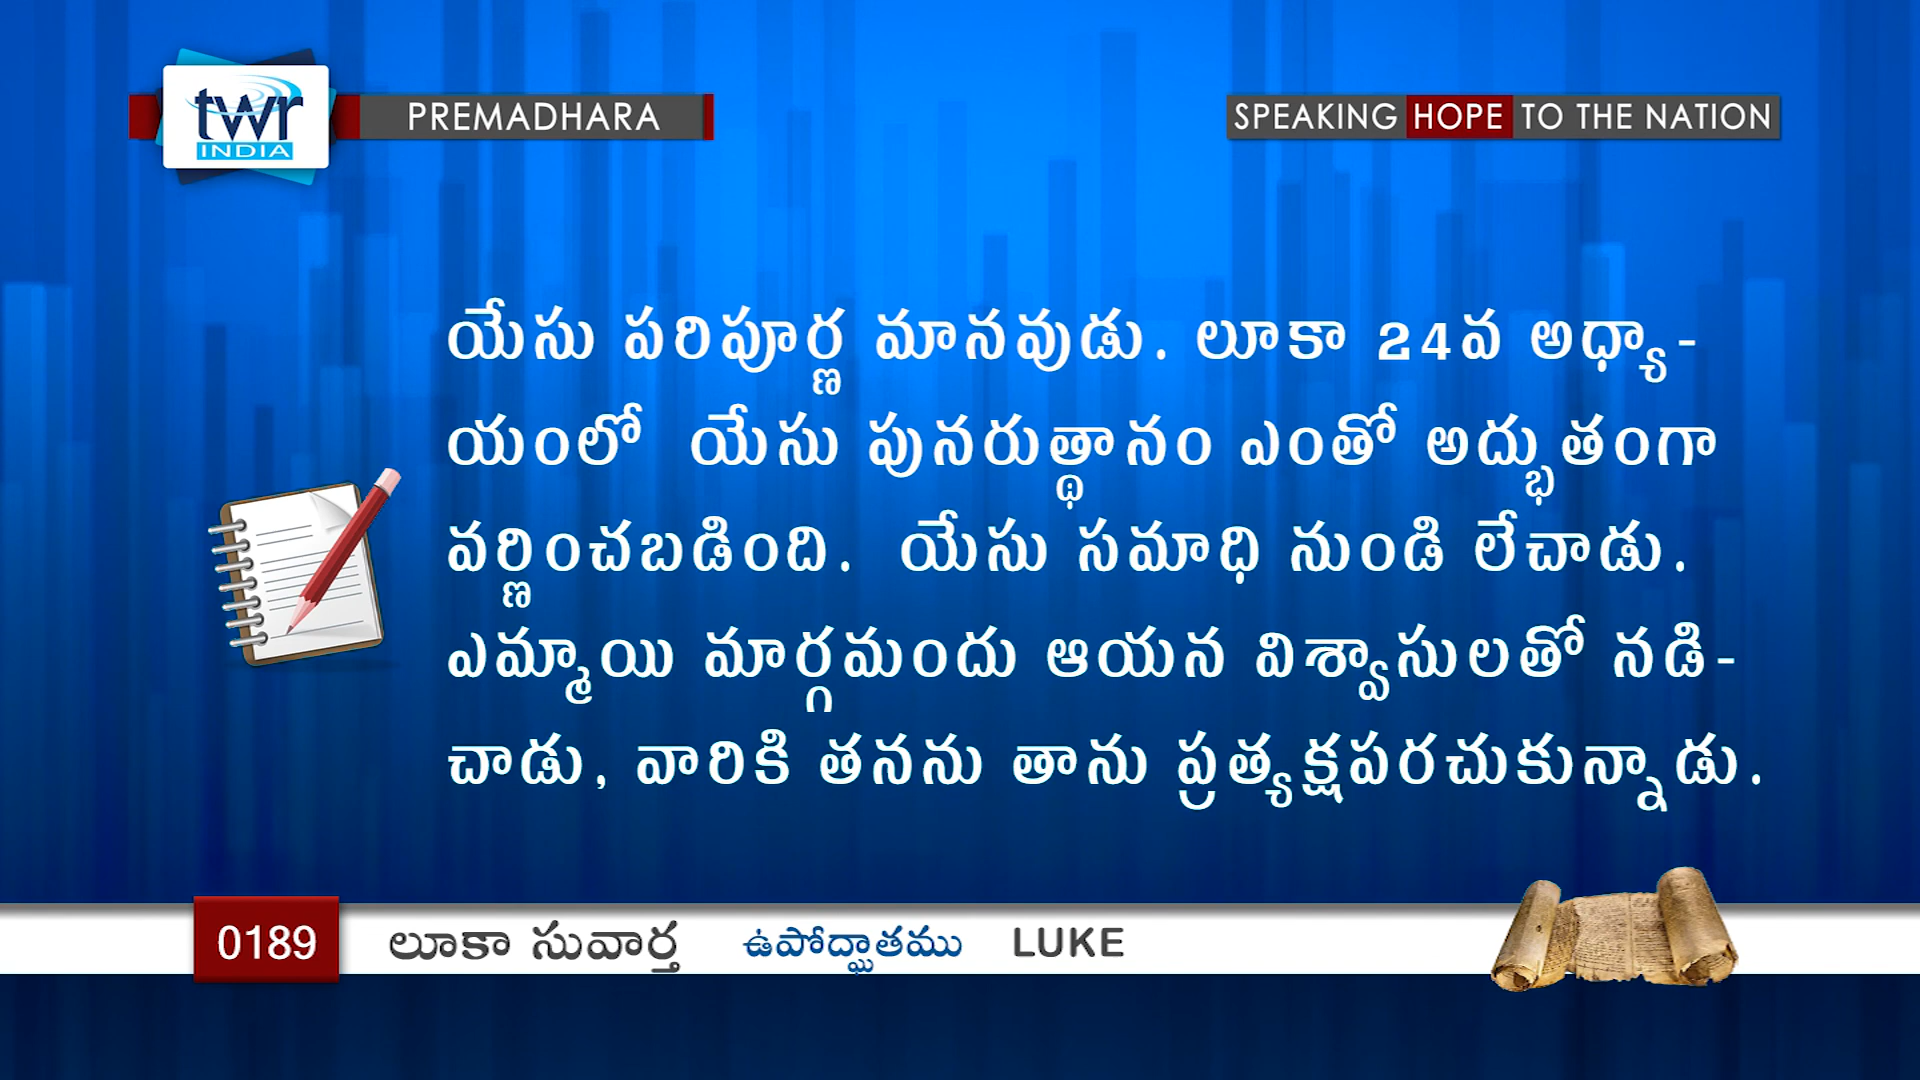 twr
INDIA
PREMADHARA
SPEAKING HOPE TO THE NATION
యేసు పరిపూర్ణ మానవుడు. లూకా 24వ అధ్యా-
యంలో యేసు పునరుత్థానం ఎంతో అద్భుతంగా
వర్ణించబడింది. యేసు సమాధి నుండి లేచాడు.
ఎమ్మాయి మార్గమందు ఆయన విశ్వాసులతో నడి-
చాడు, వారికి తనను తాను ప్రత్యక్షపరచుకున్నాడు.
0189 లూకా సువార్త ఉపోద్ఘాతము LUKE